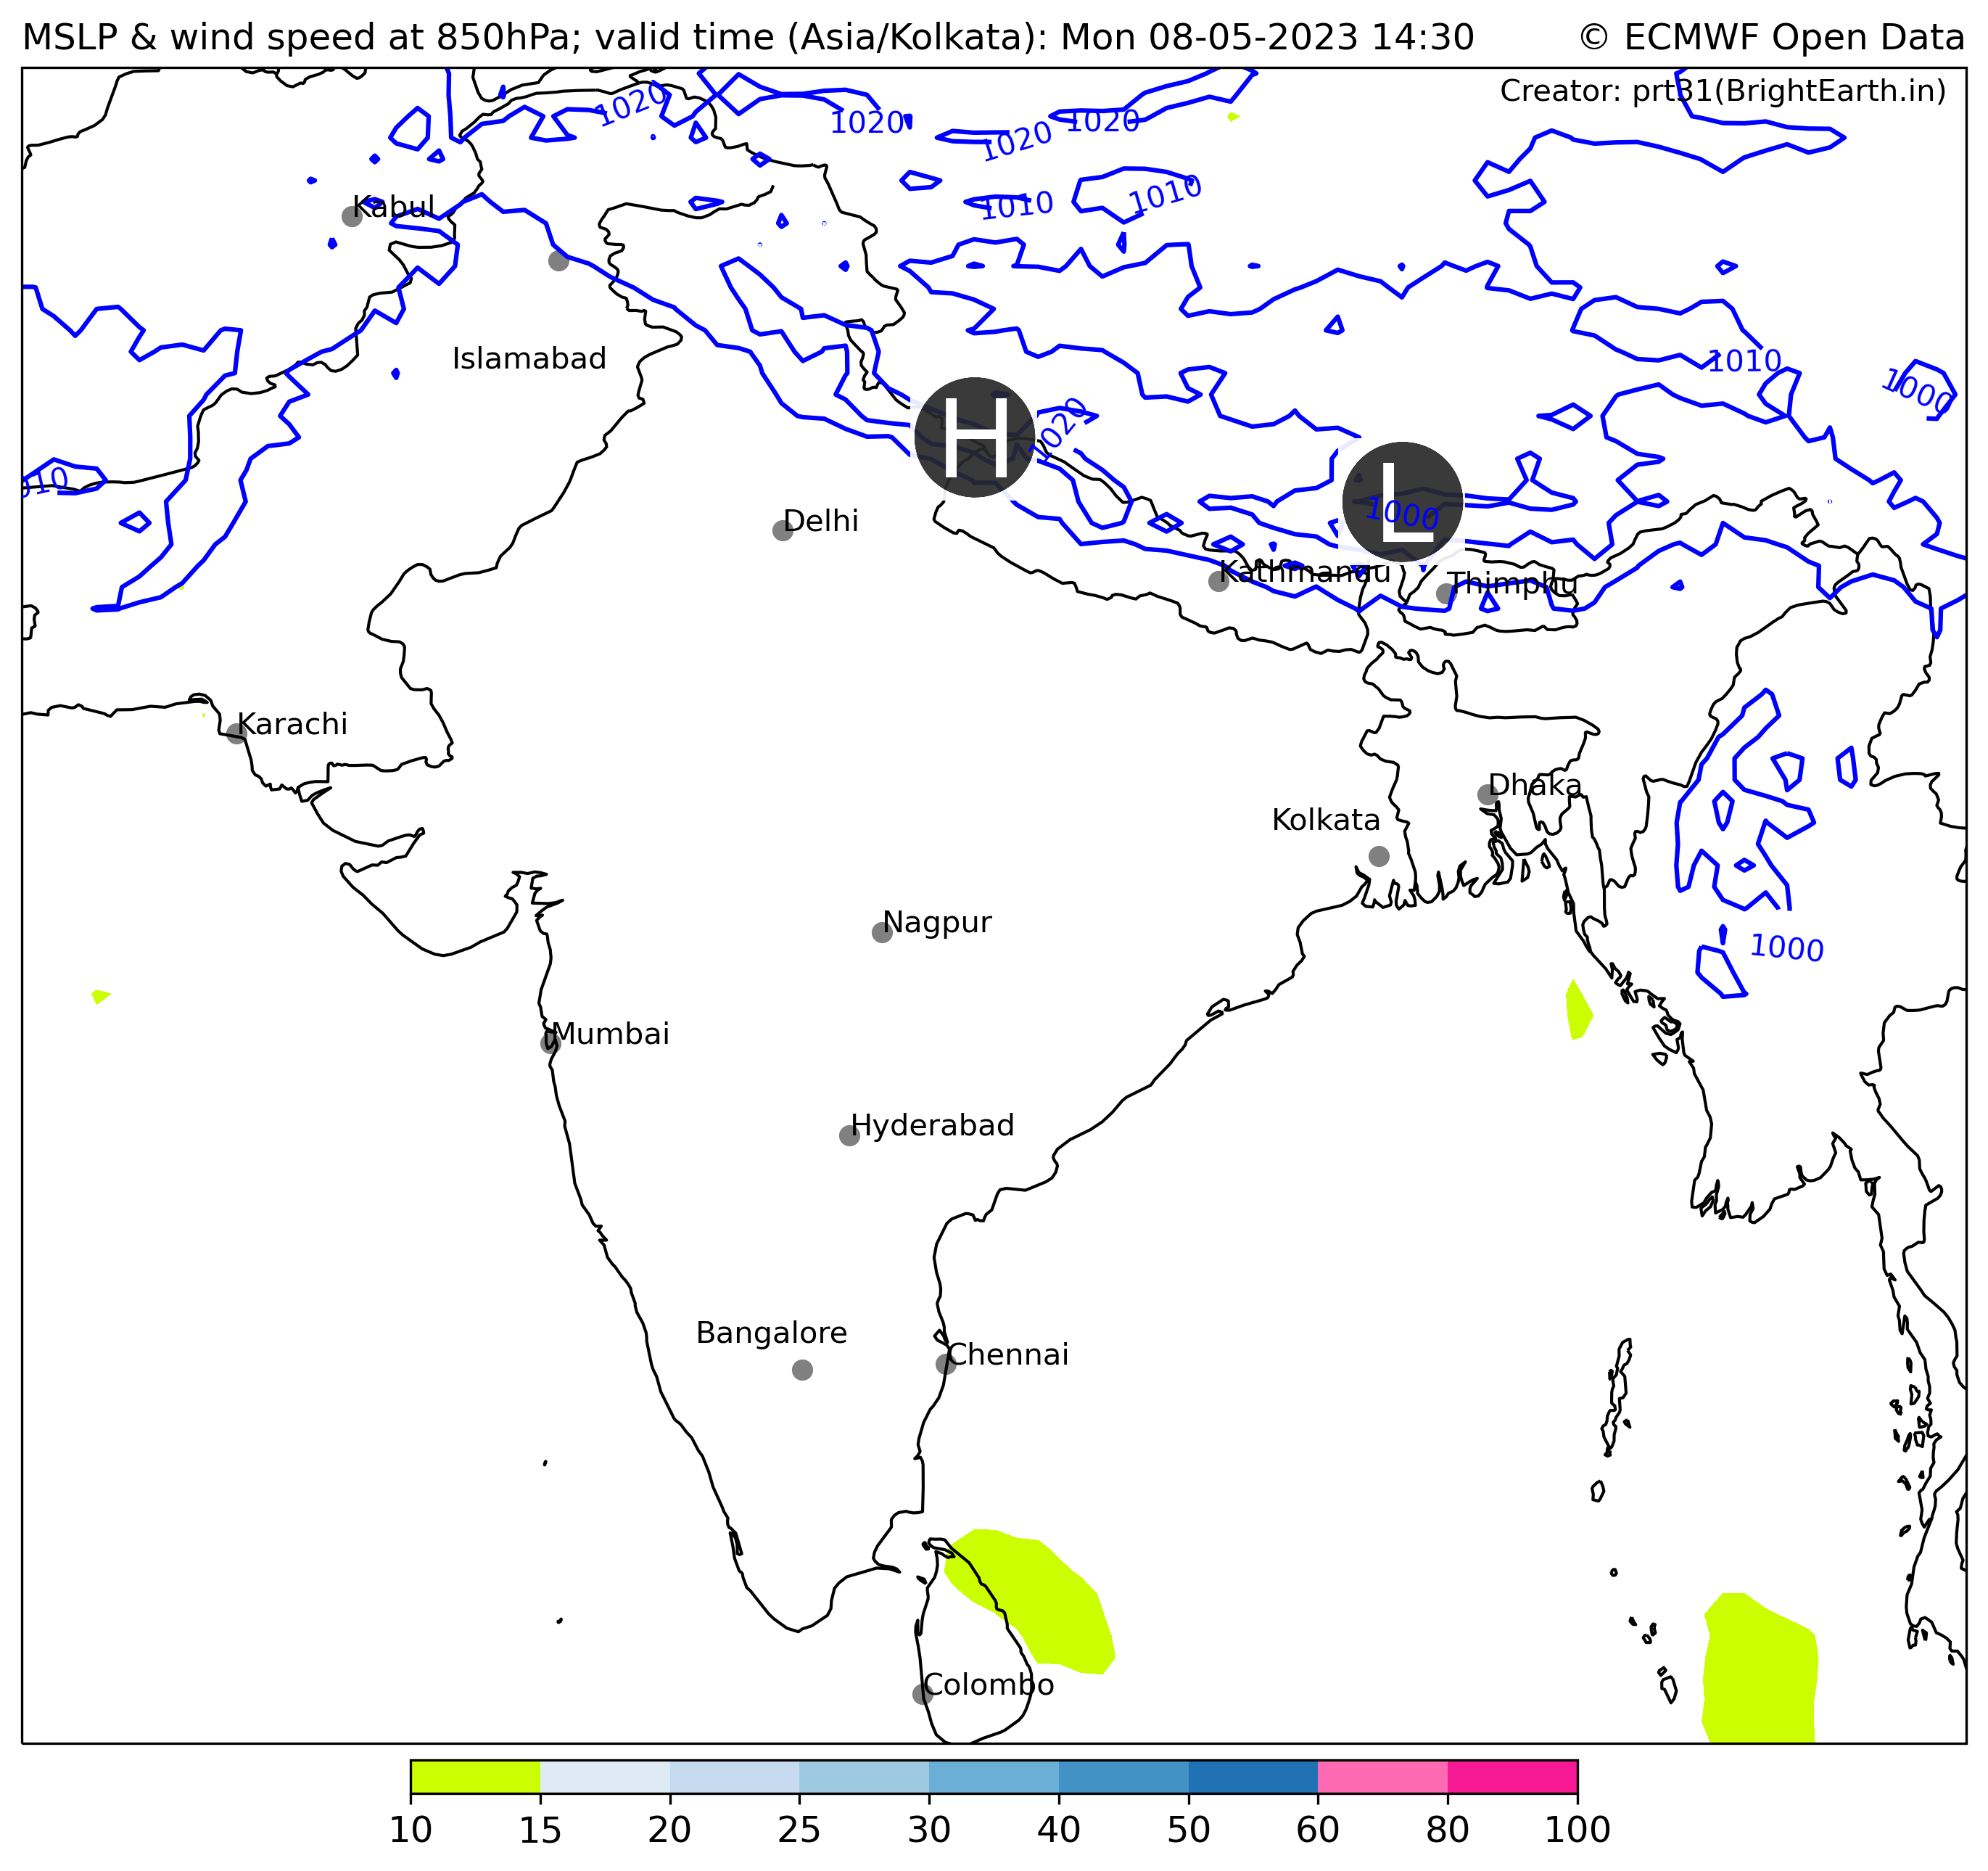 MSLP & wind speed at 850hPa; valid time (Asia/Kolkata): Mon 08-05-2023 14:30
© ECMWF Open Data
Creator: prt31(BrightEarth.in)
1020
1020
1020
1020
1010
1010
Kabul
Islamabad
1010
1000
H
1020
010
L
1000
Delhi
Kathmandu
Thimphu
Karachi
Dhaka
Kolkata
Nagpur
1000
Mumbai
Hyderabad
Bangalore
Chennai
Colombo
10 15 20 25 30 40 50 60 80 100